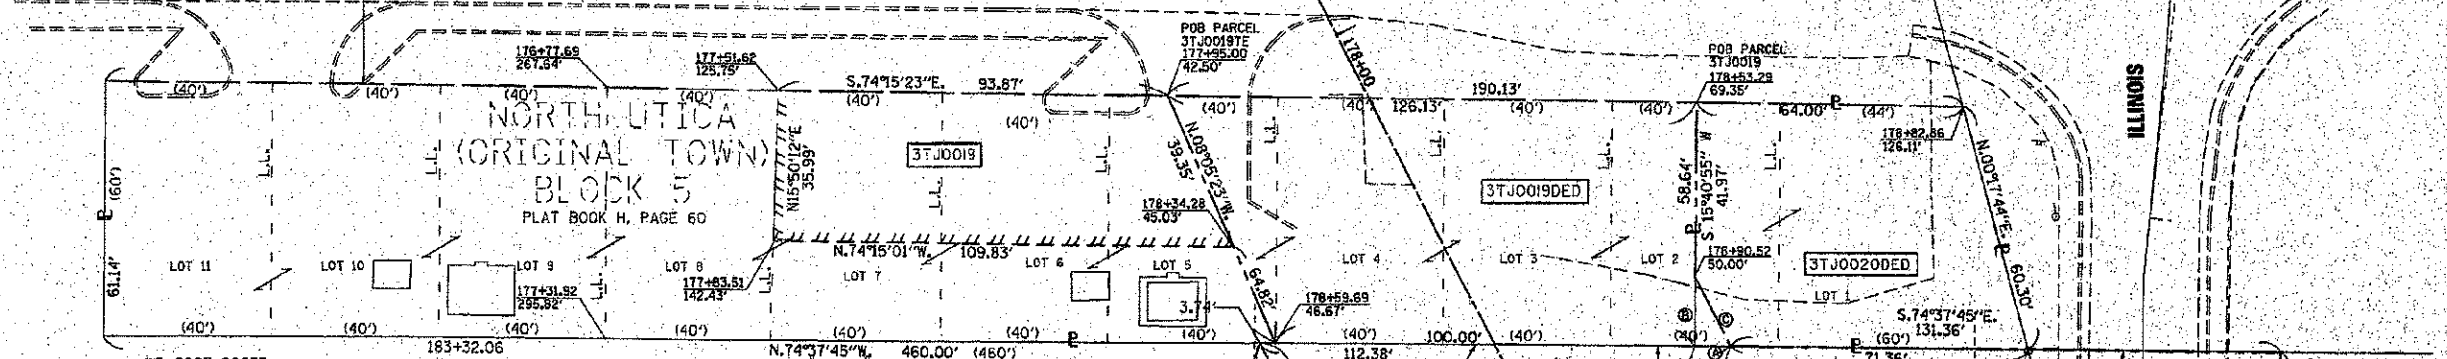 POB PARCEL
3TJ0019TE
177+95.00
42.50'
178+00
POB PARCEL
3TJ0019
178+53.29
69.35'
176+77.69
267.64'
177+51.62
125.75'
S.74°15'23"E. 93.87'
190.13'
126.13'
64.00'
(44')
(40')
(40')
(40')
(40')
(40')
(40')
(40')
(40')
(40')
(40')
178+82.86
126.11'
ILLINOIS
NORTH UTICA
(ORIGINAL TOWN)
BLOCK 5
PLAT BOOK H, PAGE 60
N15°50'12"E
35.99'
3TJ0019
N.08°05'23"W.
39.35'
178+34.28
45.03'
3TJ0019DED
58.64'
S 15°40'55" W
41.97'
N.00°17'44"E.
60.30'
P
(60')
61.14'
L.L.
L.L.
L.L.
L.L.
L.L.
L.L.
L.L.
L.L.
L.L.
L.L.
N.74°15'01"W. 109.83'
LOT 11
LOT 10
LOT 9
LOT 8
LOT 7
LOT 6
LOT 5
LOT 4
LOT 3
LOT 2
LOT 1
178+90.52
50.00'
3TJ0020DED
177+31.92
295.82'
177+83.51
142.43'
64.82'
3.74'
178+59.69
46.67'
B
C
S.74°37'45"E.
131.36'
(40')
(40')
(40')
(40')
(40')
(40')
(40')
(40')
100.00'
(40')
(40')
(60')
183+32.06
N.74°37'45"W. 460.00' (460')
P
112.38'
(A)
P
71.36'